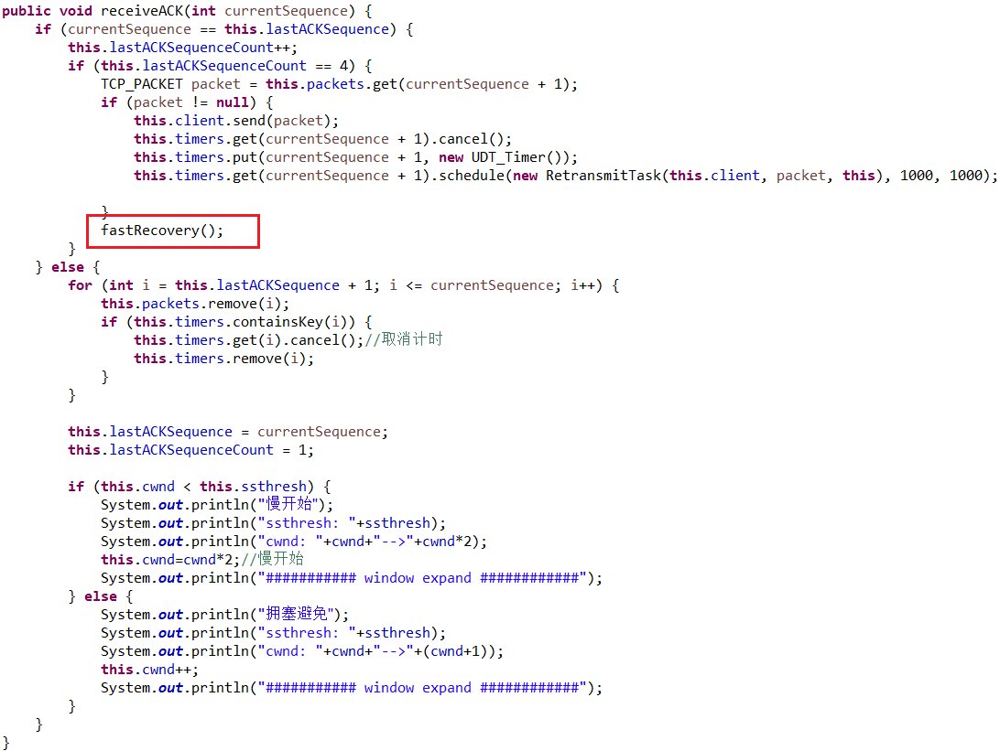 public void receiveACK(int currentSequence) {
    if (currentSequence == this.lastACKSequence) {
        this.lastACKSequenceCount++;
        if (this.lastACKSequenceCount == 4) {
            TCP_PACKET packet = this.packets.get(currentSequence + 1);
            if (packet != null) {
                this.client.send(packet);
                this.timers.get(currentSequence + 1).cancel();
                this.timers.put(currentSequence + 1, new UDT_Timer());
                this.timers.get(currentSequence + 1).schedule(new RetransmitTask(this.client, packet, this), 1000, 1000);
            }
            fastRecovery();
        }
    } else {
        for (int i = this.lastACKSequence + 1; i <= currentSequence; i++) {
            this.packets.remove(i);
            if (this.timers.containsKey(i)) {
                this.timers.get(i).cancel();//取消计时
                this.timers.remove(i);
            }
        }
        this.lastACKSequence = currentSequence;
        this.lastACKSequenceCount = 1;
        if (this.cwnd < this.ssthresh) {
            System.out.println("慢开始");
            System.out.println("ssthresh: "+ssthresh);
            System.out.println("cwnd: "+cwnd+"-->"+cwnd*2);
            this.cwnd=cwnd*2;//慢开始
            System.out.println("########### window expand ############");
        } else {
            System.out.println("拥塞避免");
            System.out.println("ssthresh: "+ssthresh);
            System.out.println("cwnd: "+cwnd+"-->"+(cwnd+1));
            this.cwnd++;
            System.out.println("########### window expand ############");
        }
    }
}